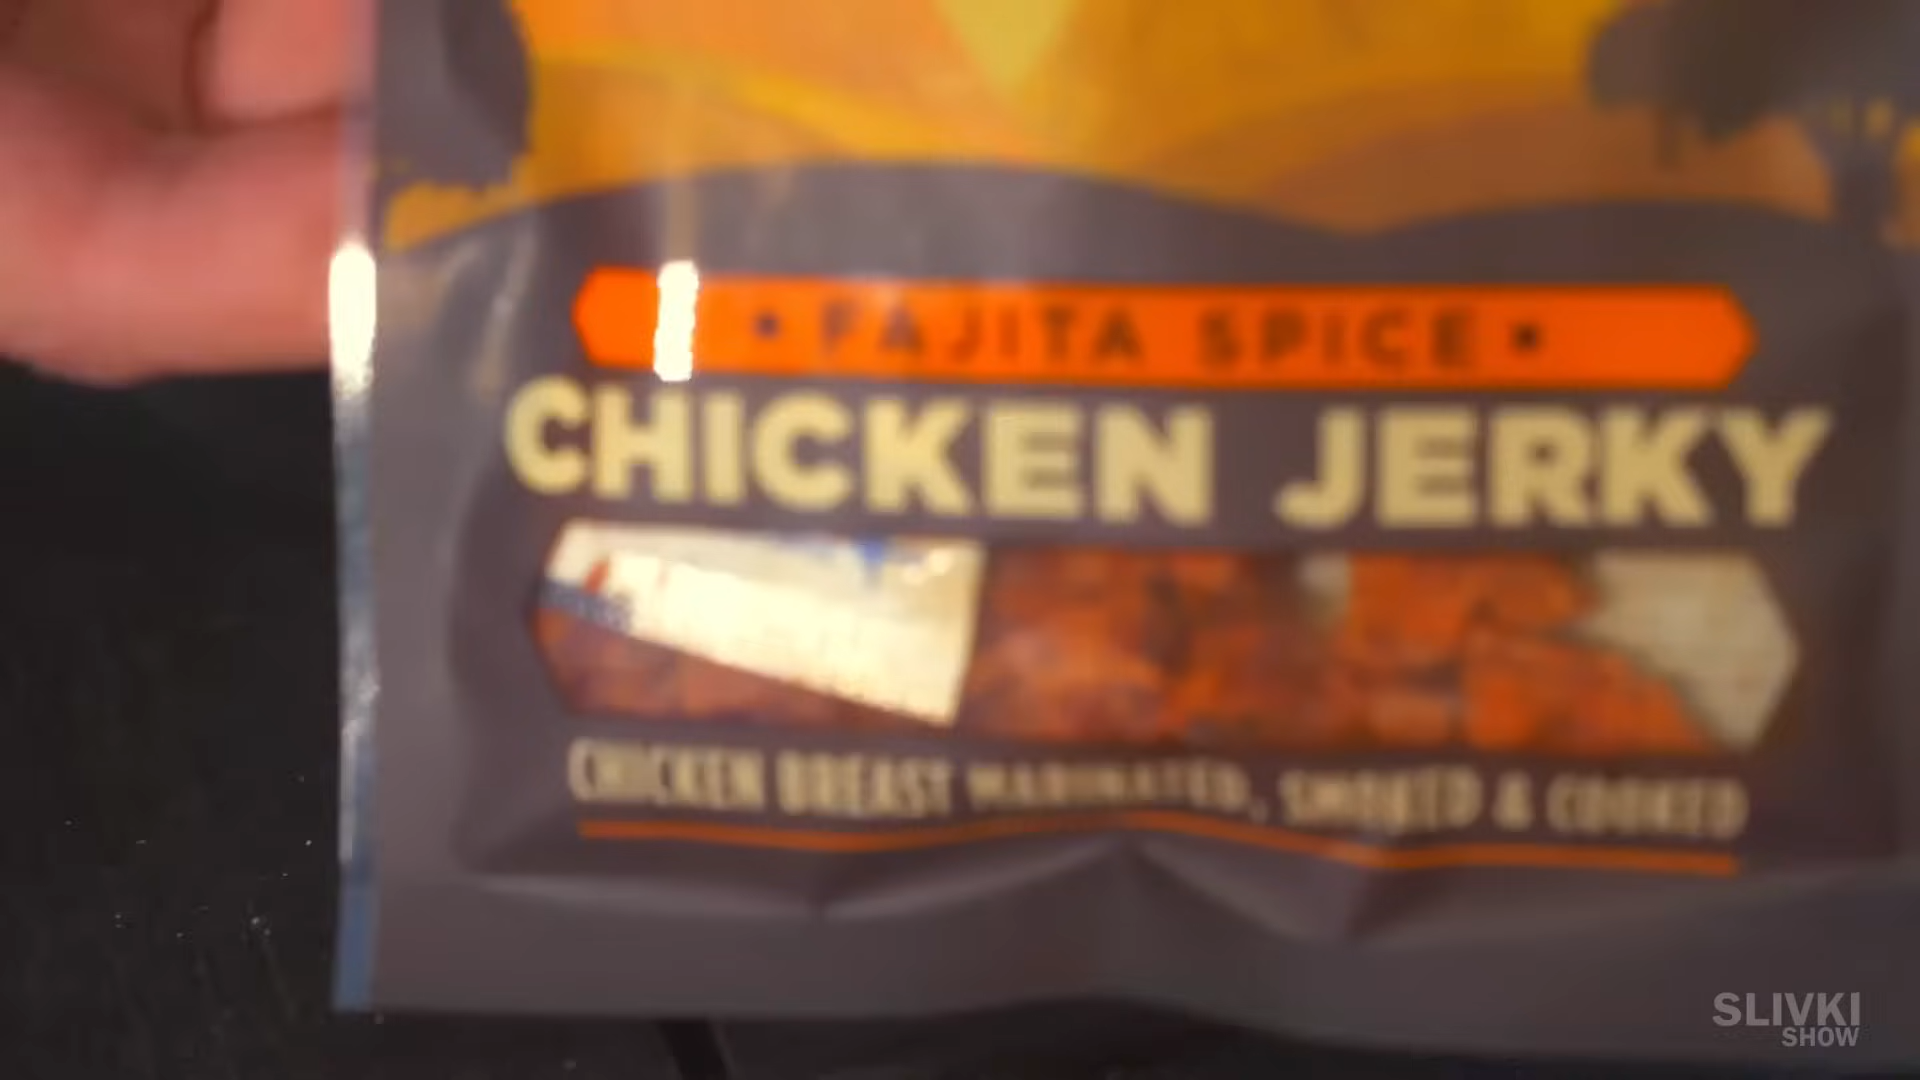 • FAJITA SPICE •
CHICKEN JERKY
CHICKEN BREAST MARINATED, SMOKED & COOKED
SLIVKI
SHOW